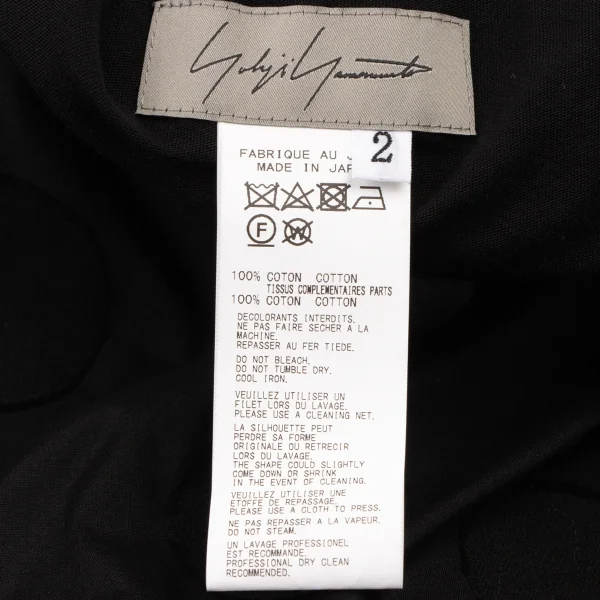 Yohji Yamamoto
2
FABRIQUE AU J
MADE IN JAP
F
W
100% COTON COTTON
TISSUS COMPLEMENTAIRES PARTS
100% COTON COTTON
DECOLORANTS INTERDITS.
NE PAS FAIRE SECHER A LA
MACHINE.
REPASSER AU FER TIEDE.
DO NOT BLEACH.
DO NOT TUMBLE DRY.
COOL IRON.
VEUILLEZ UTILISER UN
FILET LORS DU LAVAGE.
PLEASE USE A CLEANING NET.
LA SILHOUETTE PEUT
PERDRE SA FORME
ORIGINALE OU RETRECIR
LORS DU LAVAGE.
THE SHAPE COULD SLIGHTLY
COME DOWN OR SHRINK
IN THE EVENT OF CLEANING.
VEUILLEZ UTILISER UNE
ETOFFE DE REPASSAGE.
PLEASE USE A CLOTH TO PRESS.
NE PAS REPASSER A LA VAPEUR.
DO NOT STEAM.
UN LAVAGE PROFESSIONEL
EST RECOMMANDE.
PROFESSIONAL DRY CLEAN
RECOMMENDED.